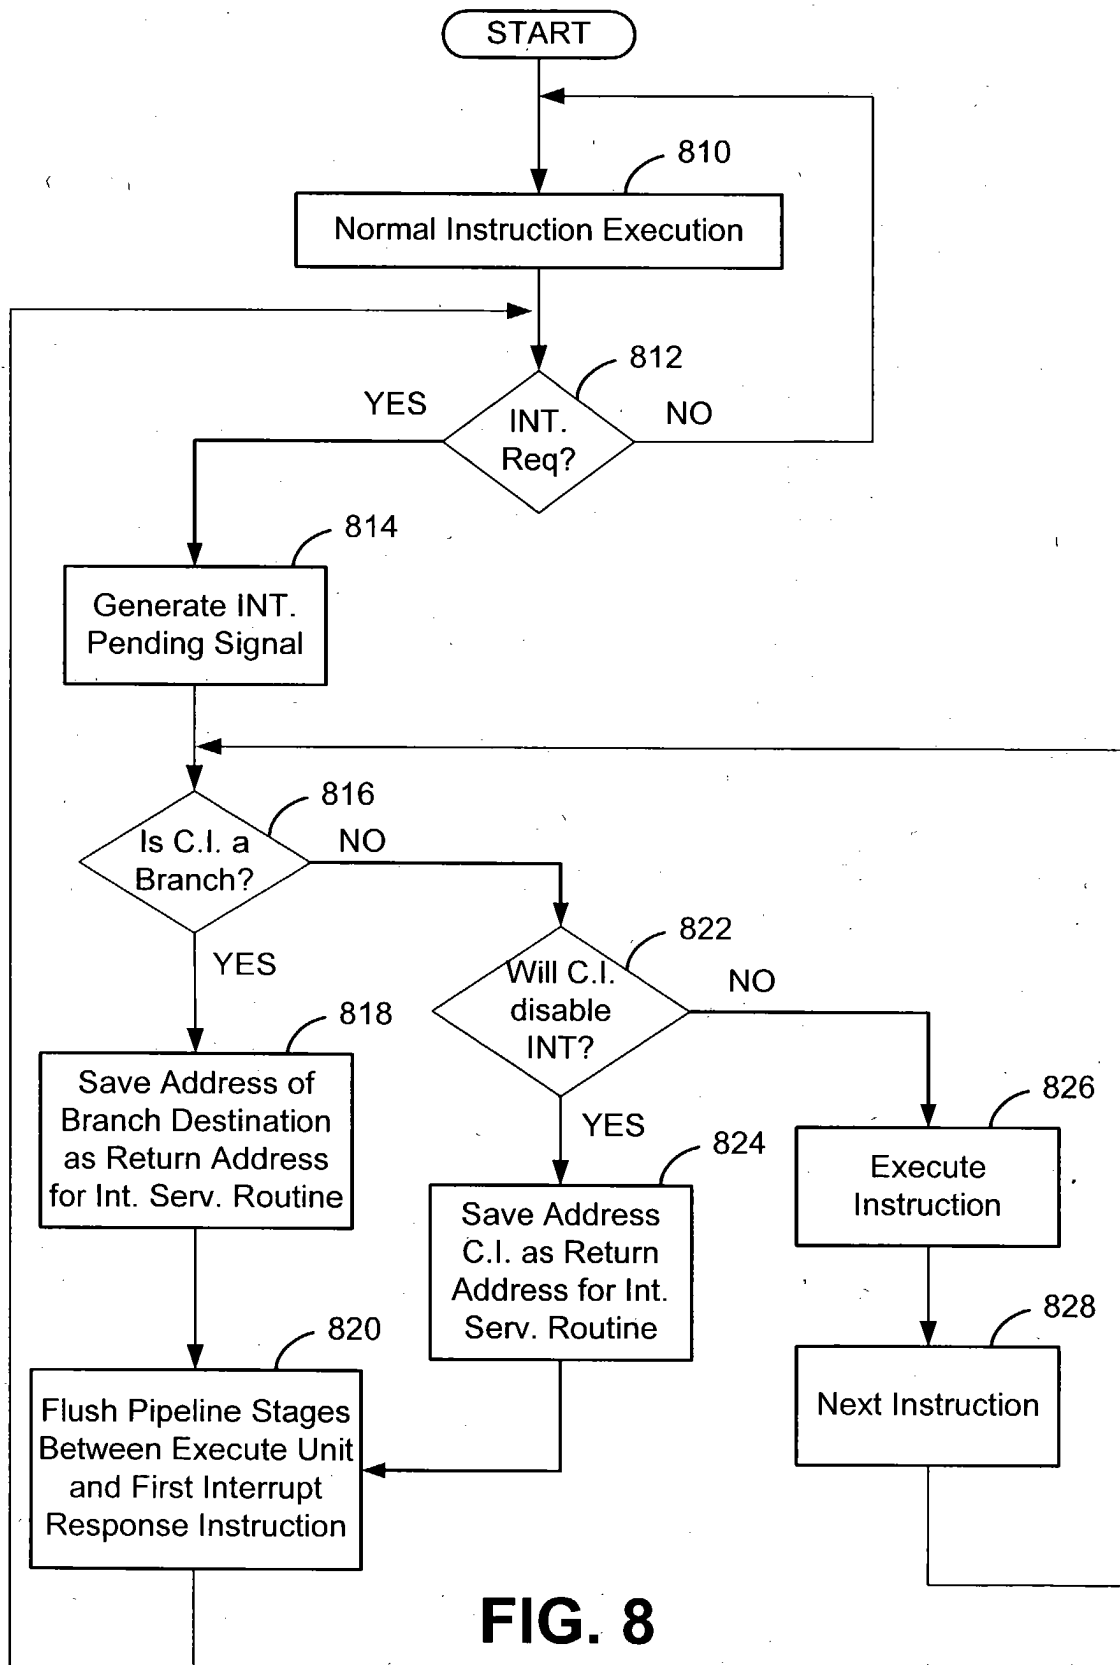 START
810
Normal Instruction Execution
812
YES
INT.
Req?
NO
814
Generate INT.
Pending Signal
816
Is C.I. a
Branch?
NO
YES
822
Will C.I.
disable
INT?
NO
YES
818
Save Address of
Branch Destination
as Return Address
for Int. Serv. Routine
824
Save Address
C.I. as Return
Address for Int.
Serv. Routine
826
Execute
Instruction
828
Next Instruction
820
Flush Pipeline Stages
Between Execute Unit
and First Interrupt
Response Instruction
FIG. 8